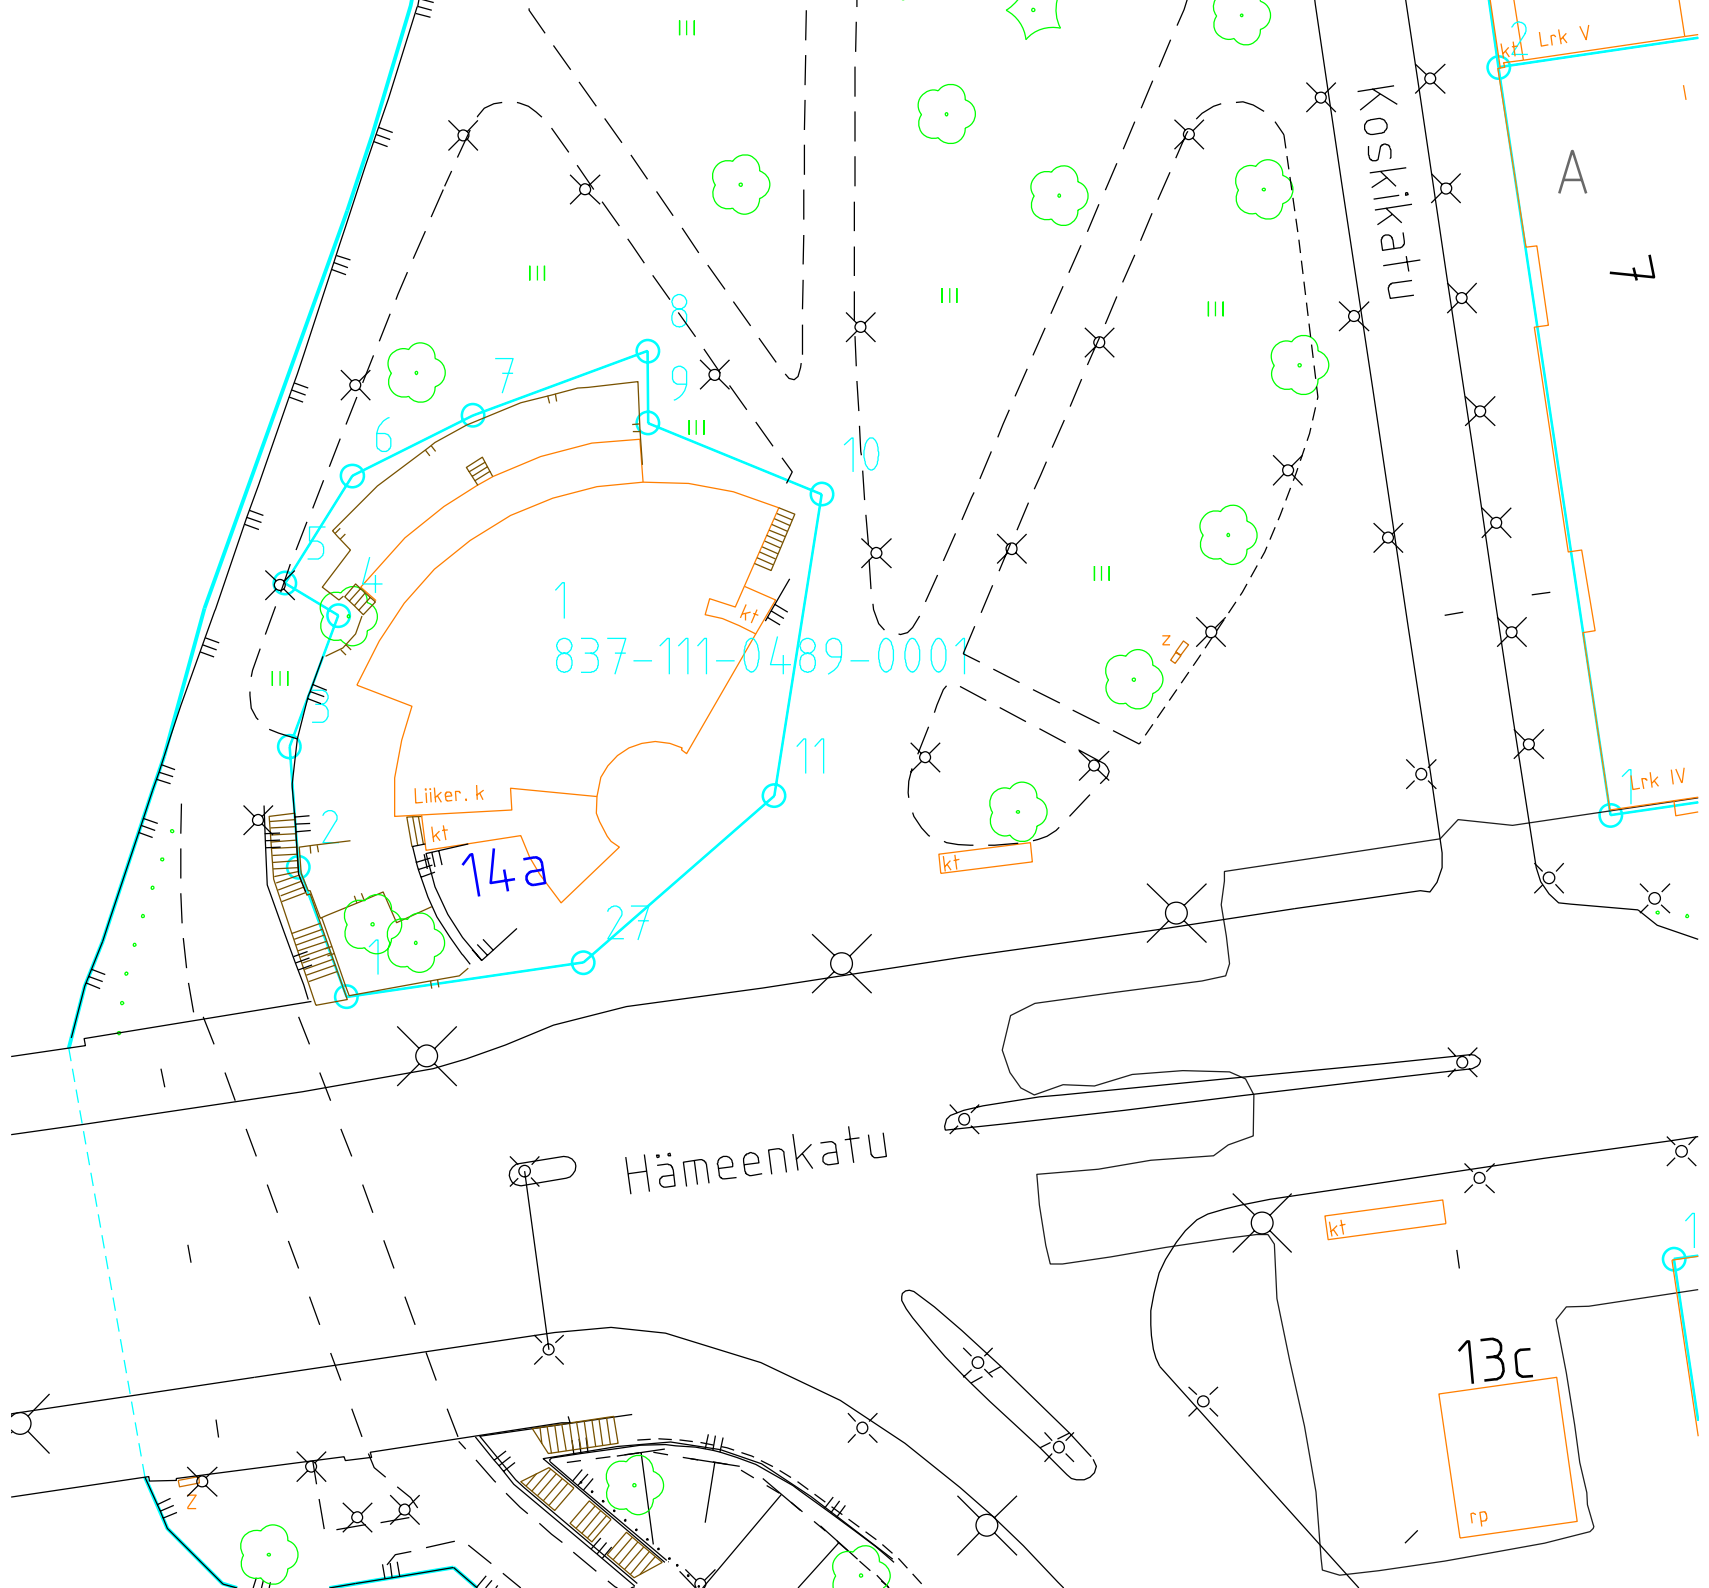 2
kt
Lrk V
Koskikatu
A
7
8
7
9
6
10
5
4
1
837-111-0489-0001
kt
z
3
11
Liiker. k
kt
2
14a
kt
1
Lrk IV
27
1
Hämeenkatu
kt
1
13c
rp
z